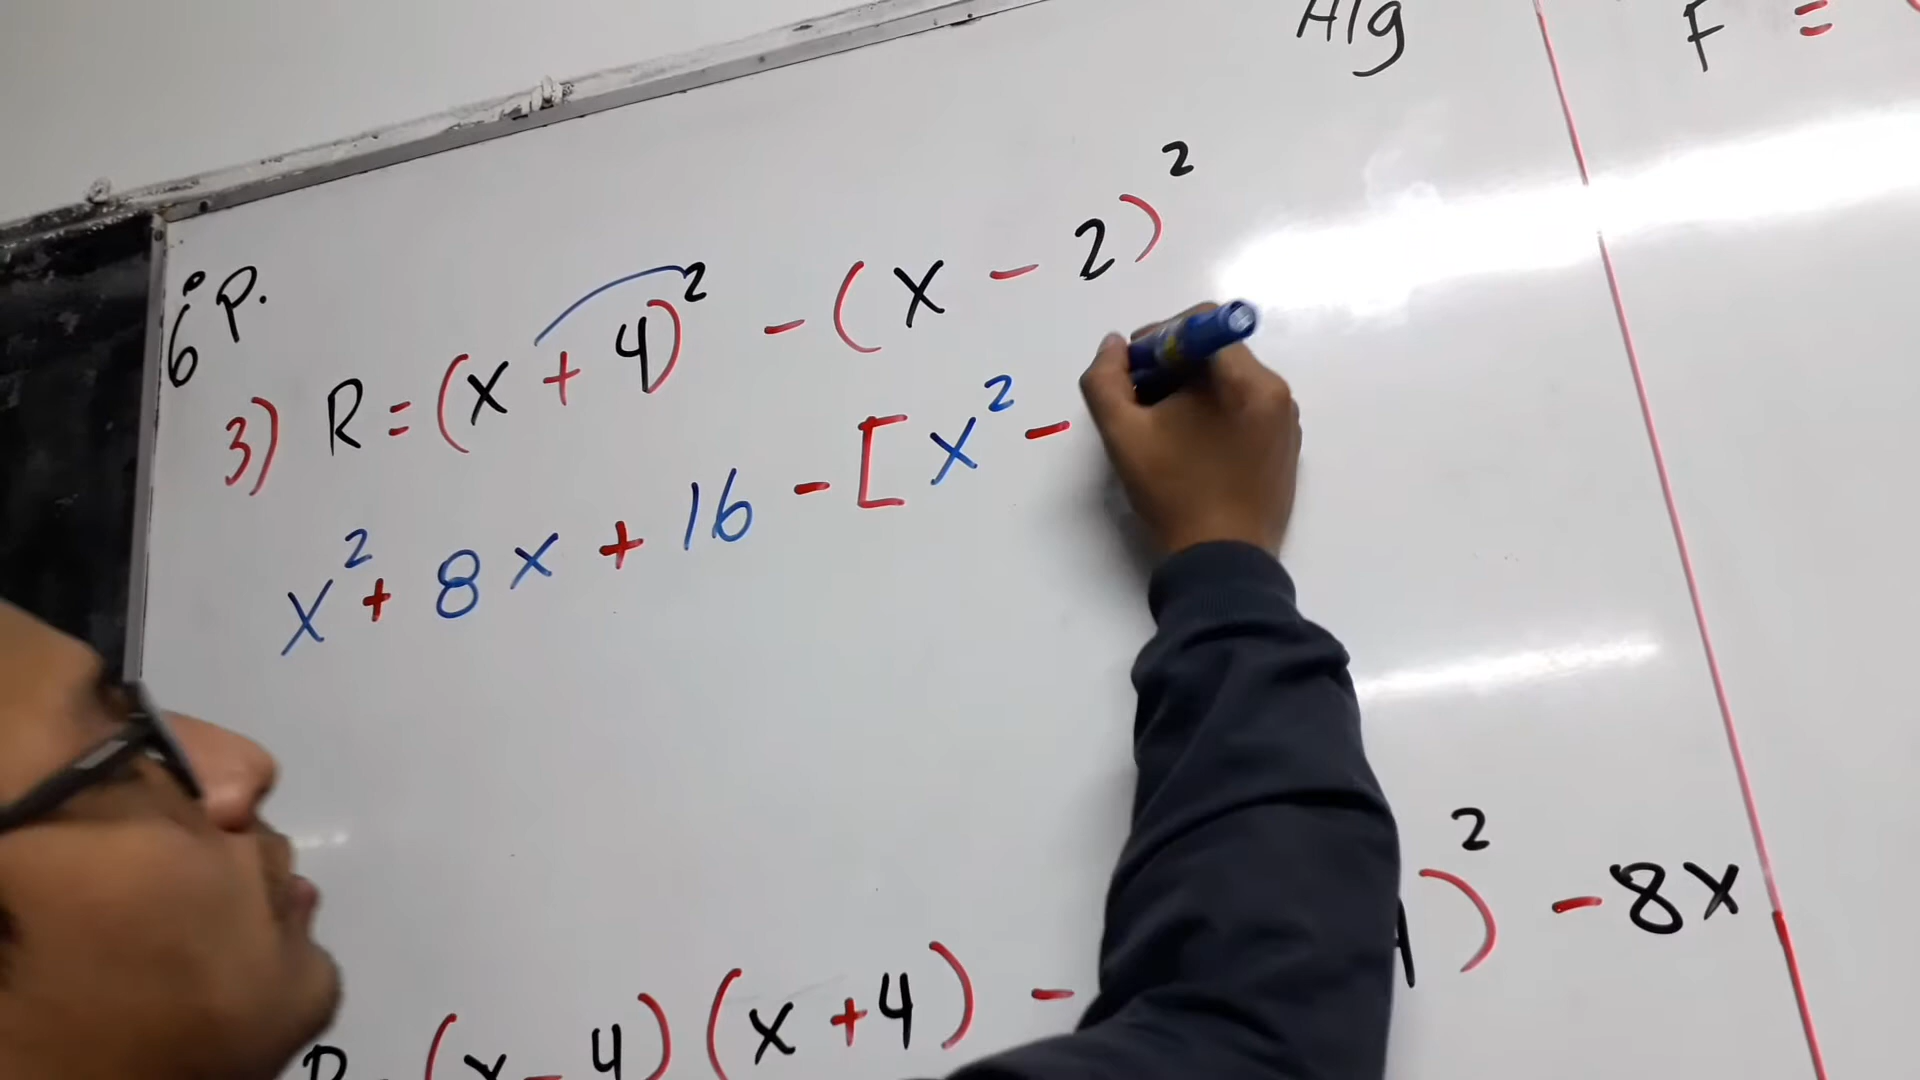 Alg
F =
6° P.
3) R = (x + 4)² - (x - 2)²
x² + 8x + 16 - [x² -
)² - 8x
(x - 4)(x + 4) -